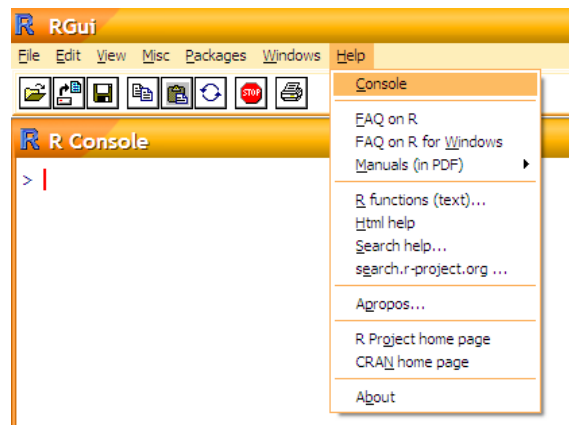 R RGui
File Edit View Misc Packages Windows Help
STOP
Console
FAQ on R
FAQ on R for Windows
Manuals (in PDF)
R functions (text)...
Html help
Search help...
search.r-project.org ...
Apropos...
R Project home page
CRAN home page
About
R R Console
>